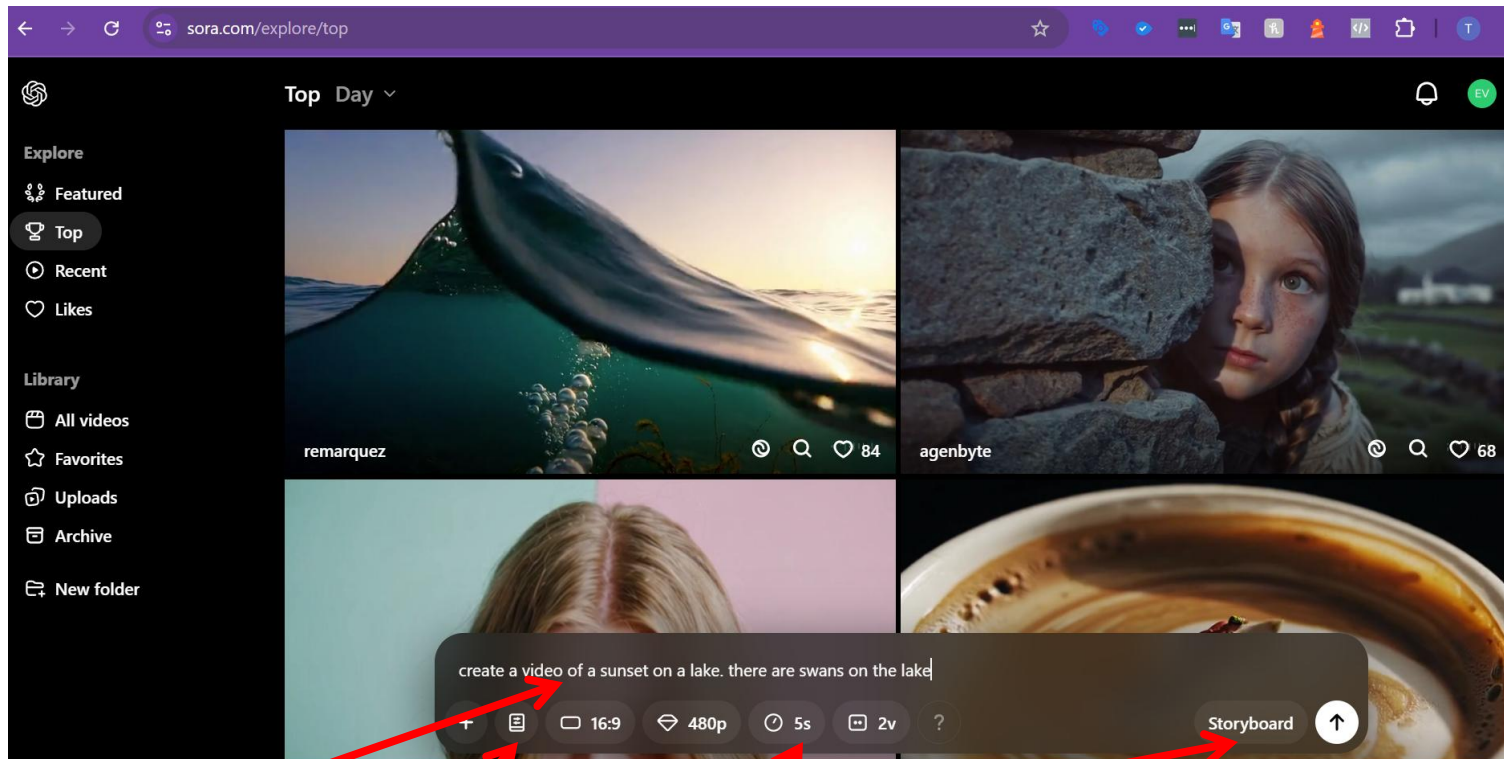 sora.com/explore/top
T
Top Day
EV
Explore
Featured
Top
Recent
Likes
Library
All videos
Favorites
Uploads
Archive
New folder
remarquez
84
agenbyte
68
create a video of a sunset on a lake. there are swans on the lake
16:9 480p 5s 2v ?
Storyboard